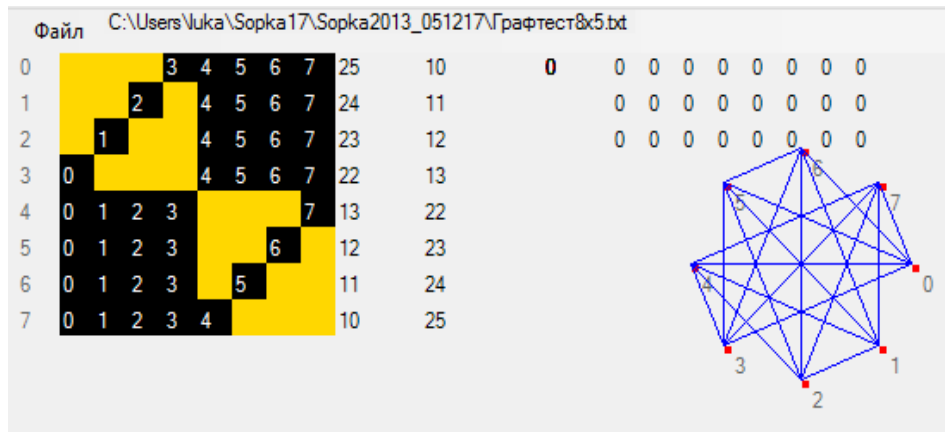 Файл C:\Users\luka\Sopka17\Sopka2013_051217\Графтест8x5.txt
0 3 4 5 6 7 25 10 0 0 0 0 0 0 0 0 0
1 2 4 5 6 7 24 11 0 0 0 0 0 0 0 0
2 1 4 5 6 7 23 12 0 0 0 0 0 0 0 0
3 0 4 5 6 7 22 13
4 0 1 2 3 7 13 22
5 0 1 2 3 6 12 23
6 0 1 2 3 5 11 24
7 0 1 2 3 4 10 25
6
5 7
4 0
3 1
2